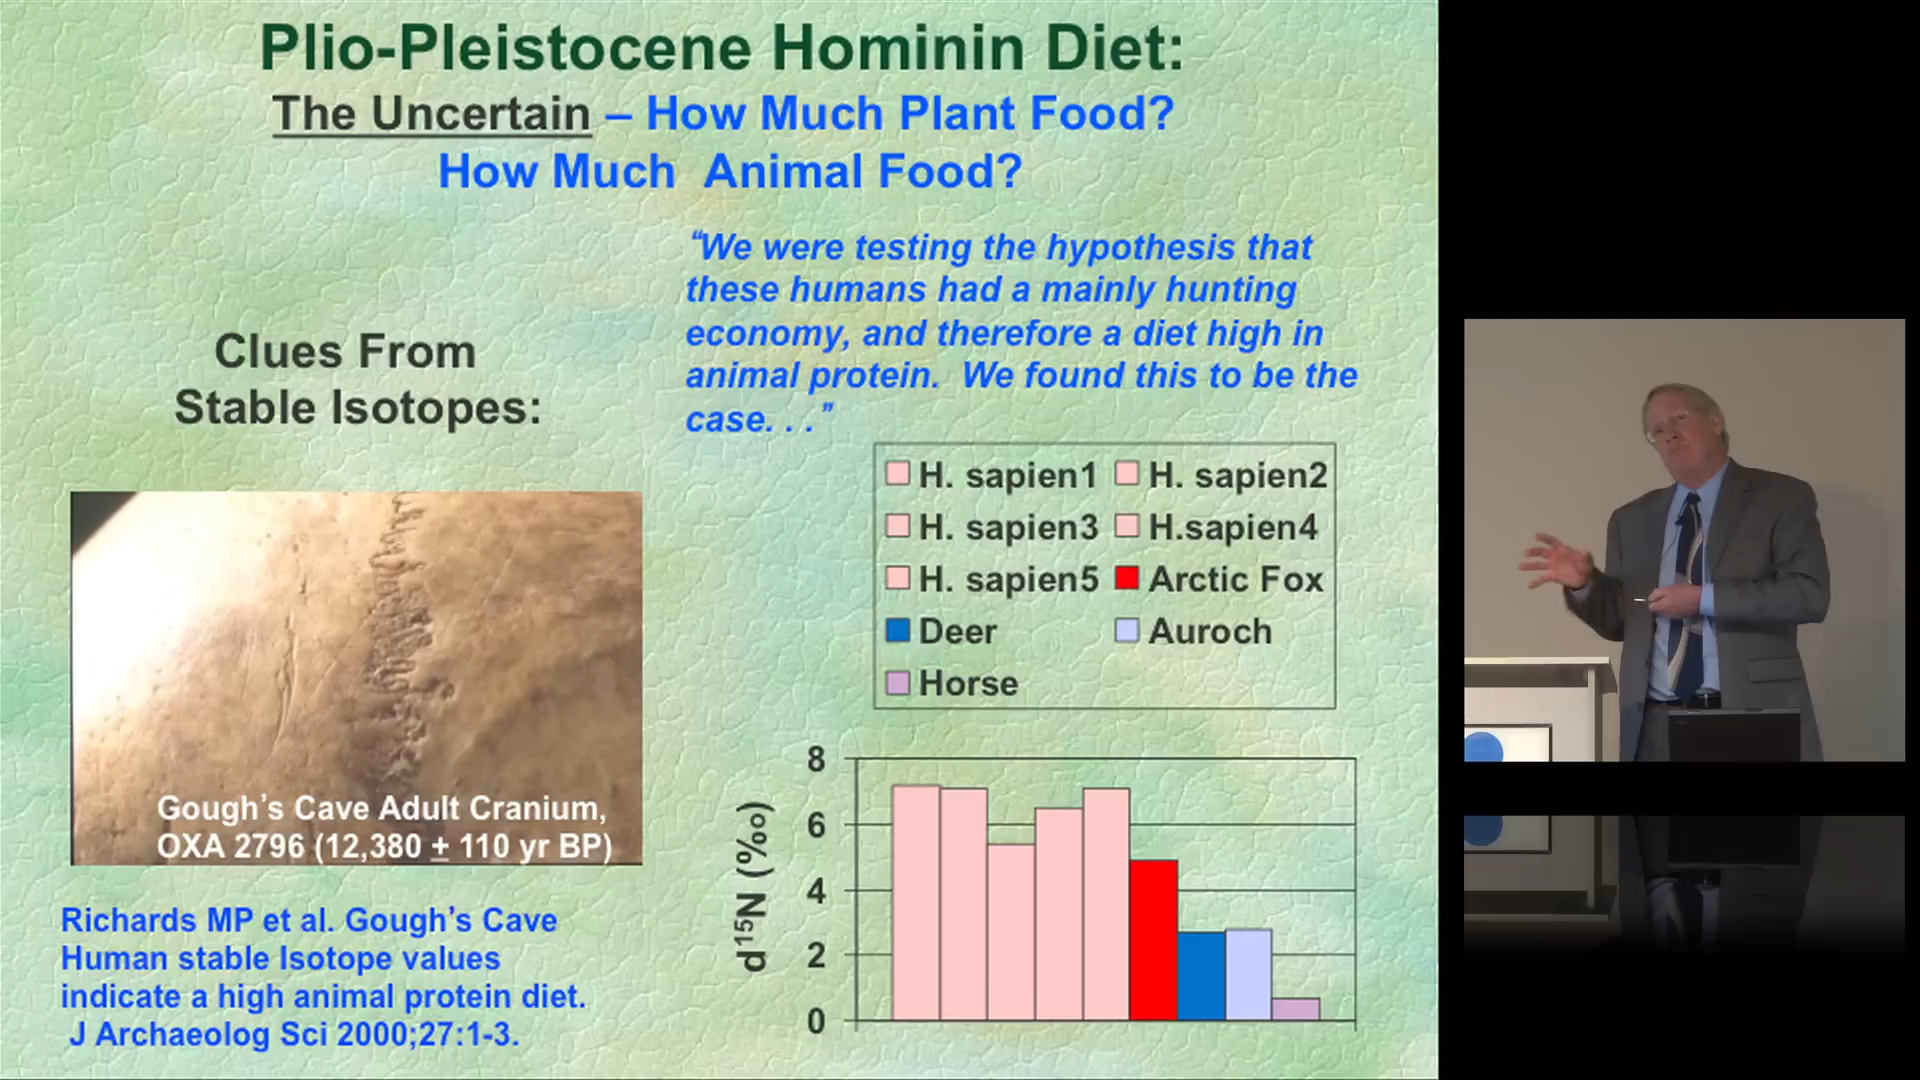 Plio-Pleistocene Hominin Diet:
The Uncertain – How Much Plant Food?
How Much Animal Food?
“We were testing the hypothesis that
these humans had a mainly hunting
economy, and therefore a diet high in
animal protein. We found this to be the
case. . .”
Clues From
Stable Isotopes:
H. sapien1 H. sapien2
H. sapien3 H.sapien4
H. sapien5 Arctic Fox
Deer Auroch
Horse
Gough’s Cave Adult Cranium,
OXA 2796 (12,380 ± 110 yr BP)
Richards MP et al. Gough’s Cave
Human stable Isotope values
indicate a high animal protein diet.
J Archaeolog Sci 2000;27:1-3.
d¹⁵N (‰)
8
6
4
2
0